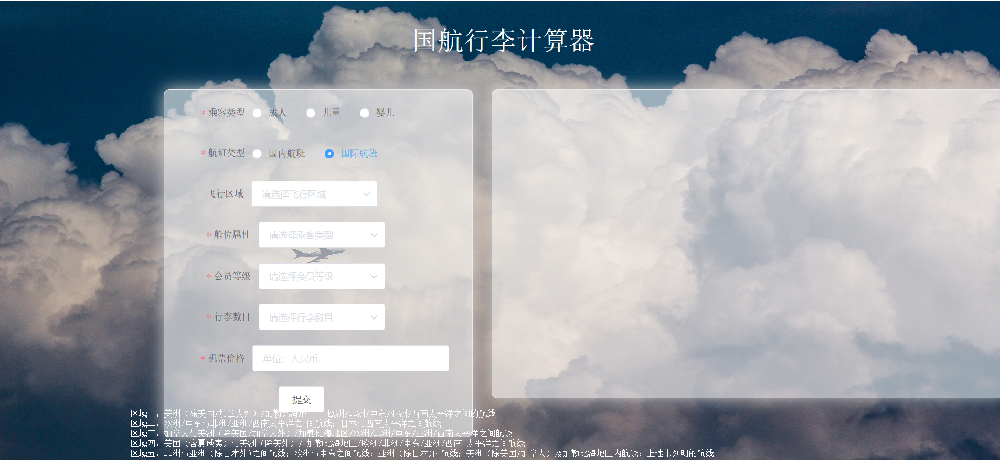 国航行李计算器
* 乘客类型 成人 儿童 婴儿
* 航班类型 国内航班 国际航班
飞行区域 请选择飞行区域
* 舱位属性 请选择乘客类型
* 会员等级 请选择会员等级
* 行李数目 请选择行李数目
* 机票价格 单位：人民币
提交
区域一：美洲（除美国/加拿大外）/加勒比海地 区与欧洲/非洲/中东/亚洲/西南太平洋之间的航线
区域二：欧洲/中东与非洲/亚洲/西南太平洋之 间航线；日本与西南太平洋之间航线
区域三：加拿大与美洲（除美国/加拿大外）/加勒比海地区/欧洲/非洲/中东/亚洲/西南太平洋之间航线
区域四：美国（含夏威夷）与美洲（除美外）/ 加勒比海地区/欧洲/非洲/中东/亚洲/西南 太平洋之间航线
区域五：非洲与亚洲（除日本外)之间航线；欧洲与中东之间航线；亚洲（除日本)内航线；美洲（除美国/加拿大）及加勒比海地区内航线；上述未列明的航线